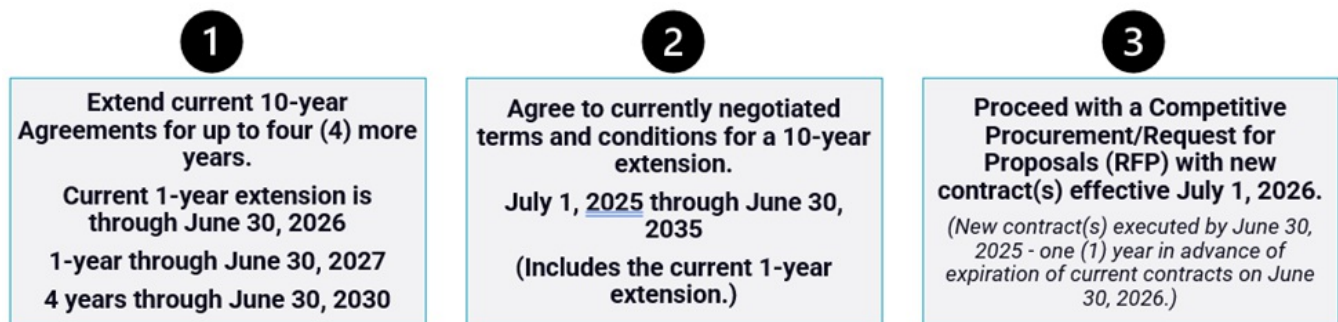 1
Extend current 10-year
Agreements for up to four (4) more
years.
Current 1-year extension is
through June 30, 2026
1-year through June 30, 2027
4 years through June 30, 2030
2
Agree to currently negotiated
terms and conditions for a 10-year
extension.
July 1, 2025 through June 30,
2035
(Includes the current 1-year
extension.)
3
Proceed with a Competitive
Procurement/Request for
Proposals (RFP) with new
contract(s) effective July 1, 2026.
(New contract(s) executed by June 30,
2025 - one (1) year in advance of
expiration of current contracts on June
30, 2026.)